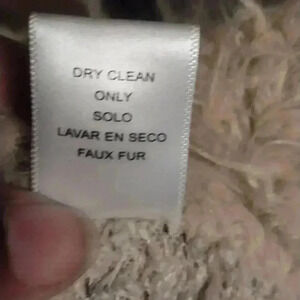 DRY CLEAN
ONLY
SOLO
LAVAR EN SECO
FAUX FUR